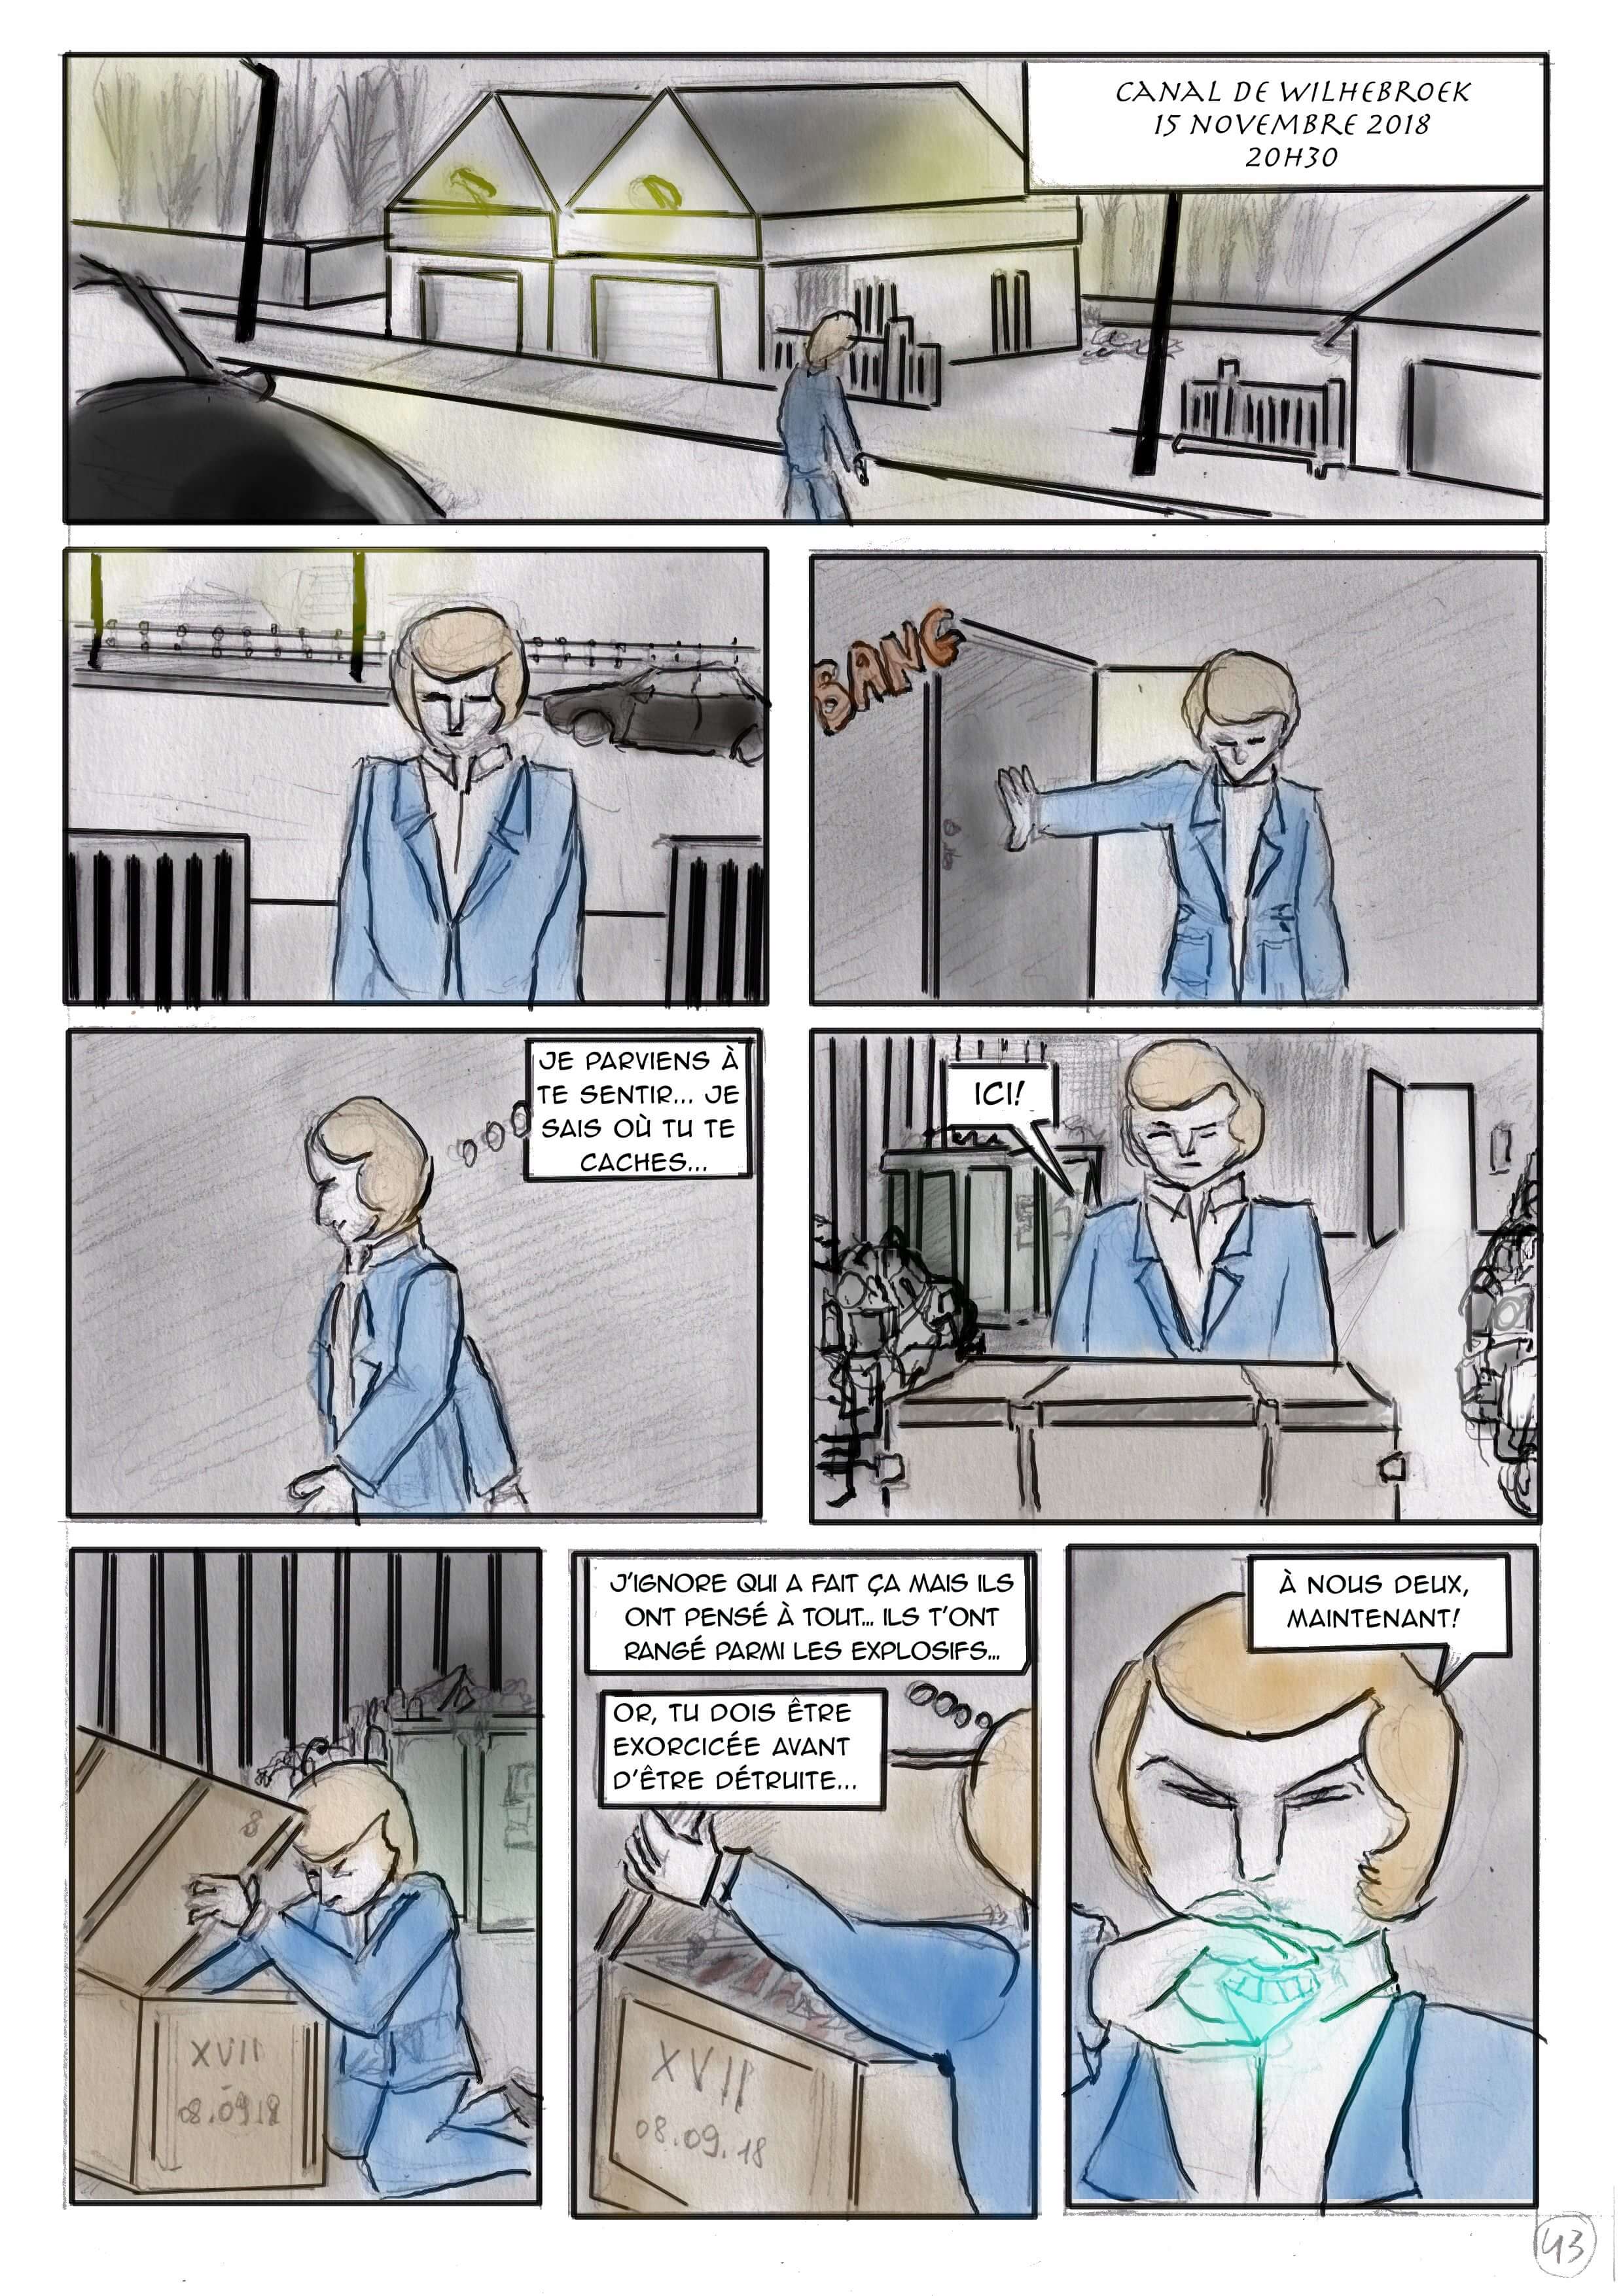 CANAL DE WILHEBROEK
15 NOVEMBRE 2018
20H30
BANG
JE PARVIENS À
TE SENTIR... JE
SAIS OÙ TU TE
CACHES...
ICI!
8
XVII
08.09.18
J'IGNORE QUI A FAIT ÇA MAIS ILS
ONT PENSÉ À TOUT... ILS T'ONT
RANGÉ PARMI LES EXPLOSIFS...
OR, TU DOIS ÊTRE
EXORCICÉE AVANT
D'ÊTRE DÉTRUITE...
XVII
08.09.18
À NOUS DEUX,
MAINTENANT!
43